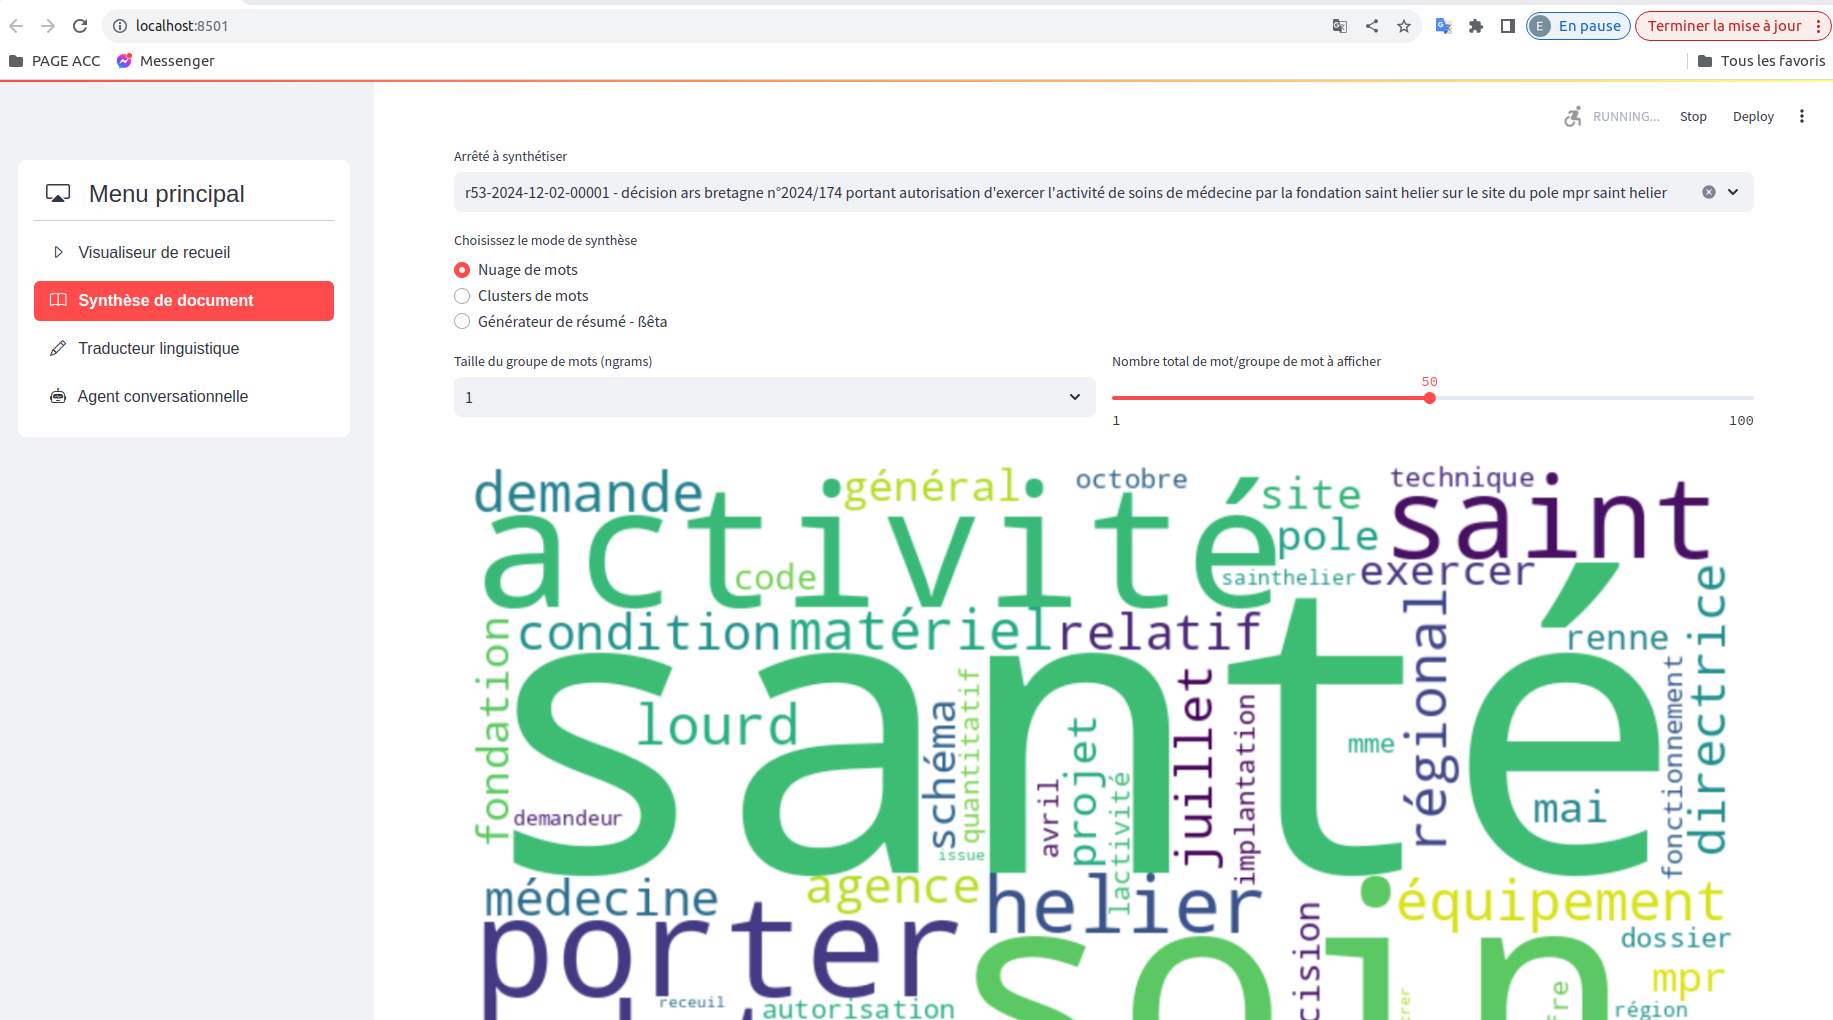 localhost:8501
E En pause
Terminer la mise à jour
PAGE ACC
Messenger
Tous les favoris
RUNNING...
Stop
Deploy
Menu principal
Visualiseur de recueil
Synthèse de document
Traducteur linguistique
Agent conversationnelle
Arrêté à synthétiser
r53-2024-12-02-00001 - décision ars bretagne n°2024/174 portant autorisation d'exercer l'activité de soins de médecine par la fondation saint helier sur le site du pole mpr saint helier
Choisissez le mode de synthèse
Nuage de mots
Clusters de mots
Générateur de résumé - ßêta
Taille du groupe de mots (ngrams)
1
Nombre total de mot/groupe de mot à afficher
50
1
100
demande
activité
général
octobre
site
technique
saint
pole
code
sainthelier
exercer
condition
matériel
relatif
régional
renne
directrice
fondation
santé
lourd
schéma
quantitatif
projet
juillet
implantation
mme
fonctionnement
avril
lactivité
mai
demandeur
issue
médecine
agence
helier
équipement
porter
soin
dossier
mpr
receuil
autorisation
région